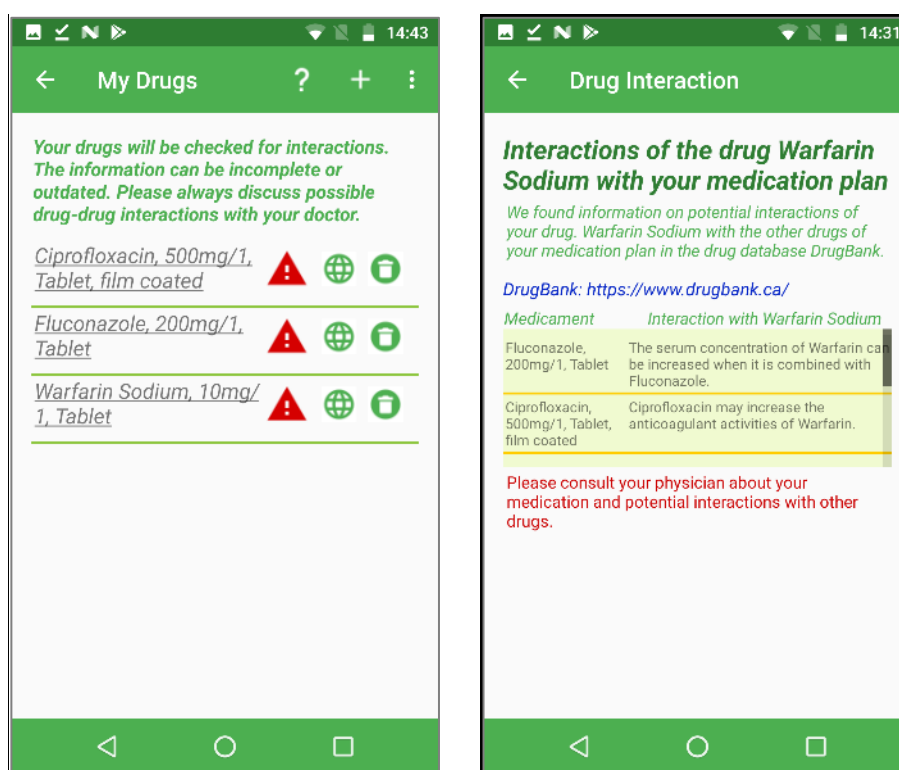 14:43
My Drugs
?
Your drugs will be checked for interactions.
The information can be incomplete or
outdated. Please always discuss possible
drug-drug interactions with your doctor.
Ciprofloxacin, 500mg/1,
Tablet, film coated
Fluconazole, 200mg/1,
Tablet
Warfarin Sodium, 10mg/
1, Tablet
14:31
Drug Interaction
Interactions of the drug Warfarin
Sodium with your medication plan
We found information on potential interactions of
your drug. Warfarin Sodium with the other drugs of
your medication plan in the drug database DrugBank.
DrugBank: https://www.drugbank.ca/
Medicament Interaction with Warfarin Sodium
Fluconazole, The serum concentration of Warfarin can
200mg/1, Tablet be increased when it is combined with
Fluconazole.
Ciprofloxacin, Ciprofloxacin may increase the
500mg/1, Tablet, anticoagulant activities of Warfarin.
film coated
Please consult your physician about your
medication and potential interactions with other
drugs.